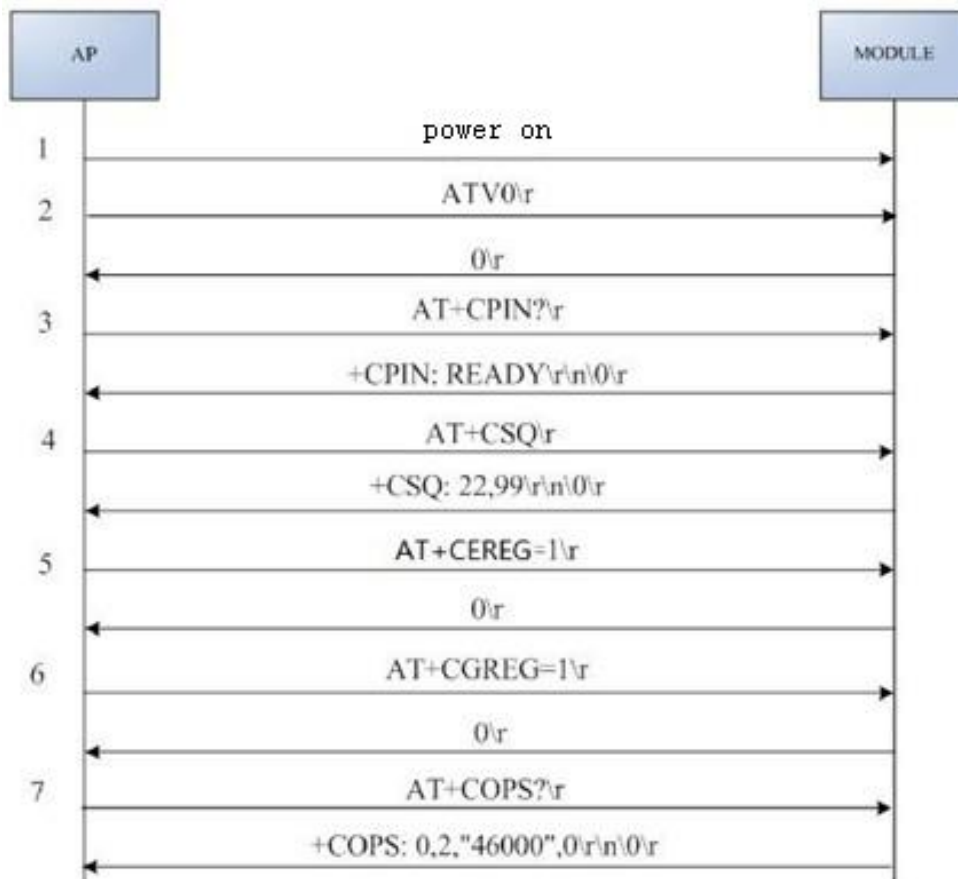 AP
MODULE
power on
1
ATV0\r
2
0\r
AT+CPIN?\r
3
+CPIN: READY\r\n\0\r
AT+CSQ\r
4
+CSQ: 22,99\r\n\0\r
AT+CEREG=1\r
5
0\r
AT+CGREG=1\r
6
0\r
AT+COPS?\r
7
+COPS: 0,2,"46000",0\r\n\0\r